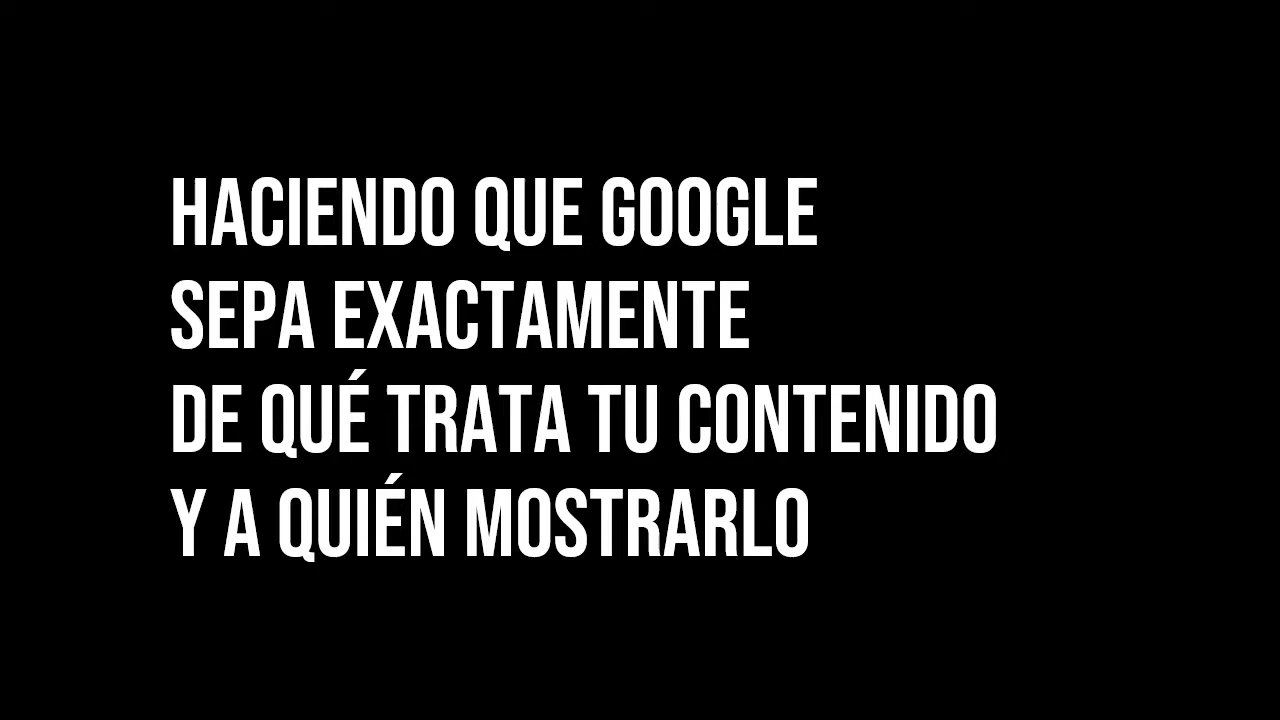 HACIENDO QUE GOOGLE
SEPA EXACTAMENTE
DE QUÉ TRATA TU CONTENIDO
Y A QUIÉN MOSTRARLO